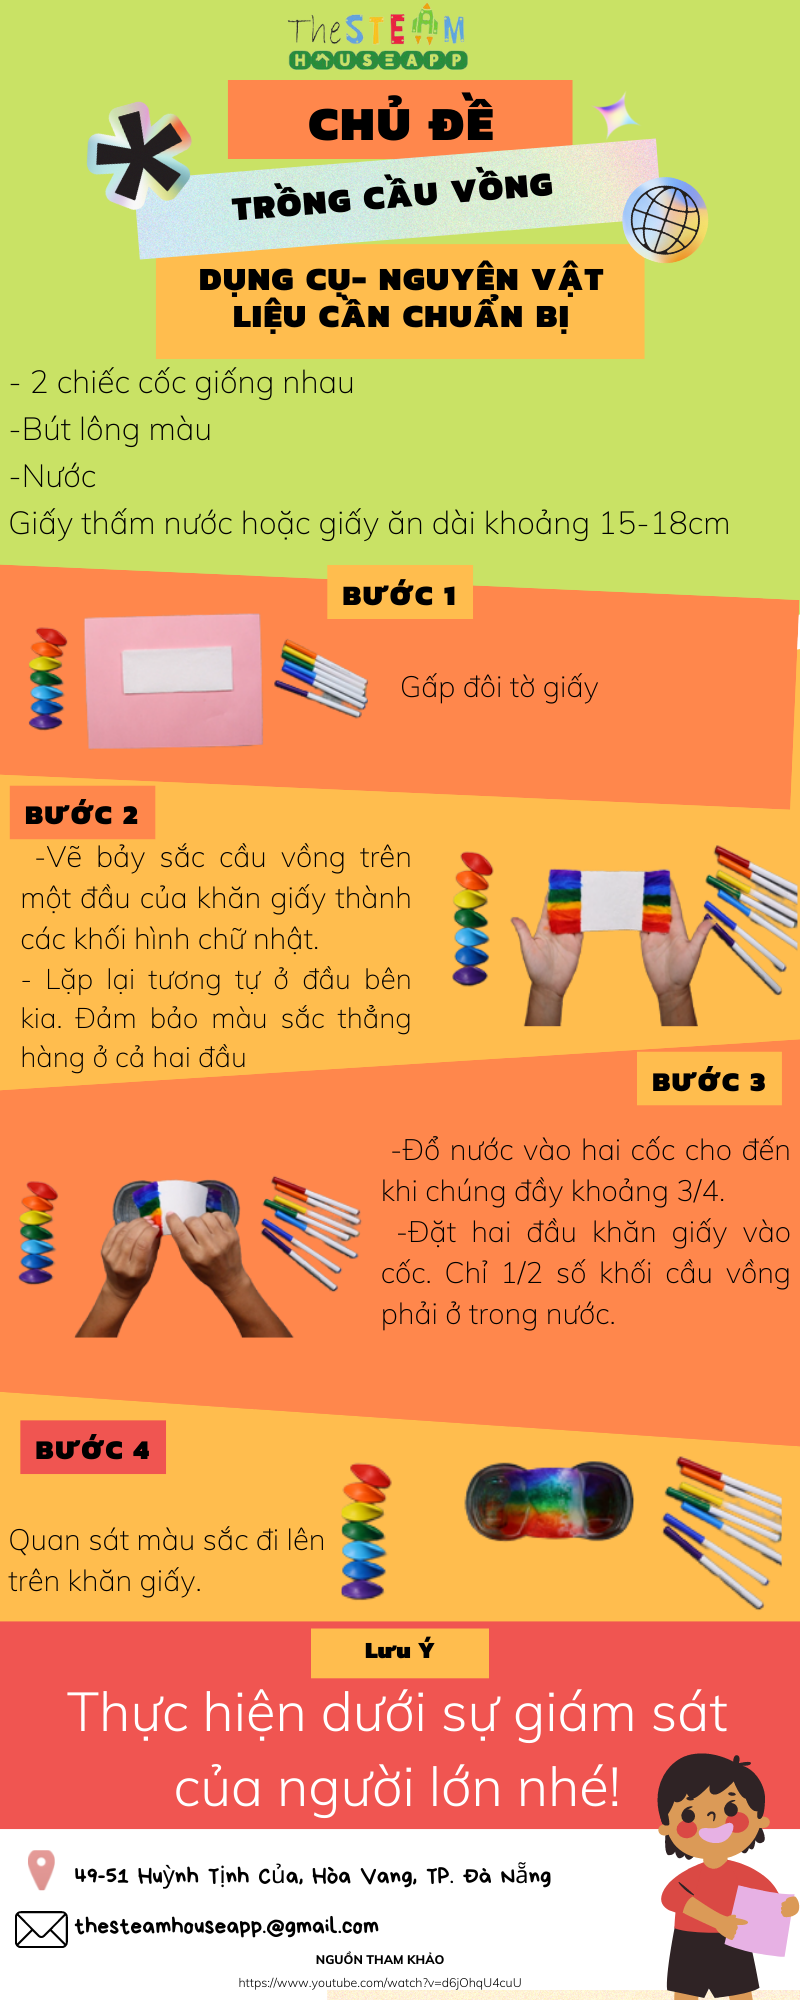 TheSTEAM
HOUSEAPP
CHỦ ĐỀ
TRỒNG CẦU VỒNG
DỤNG CỤ- NGUYÊN VẬT
LIỆU CẦN CHUẨN BỊ
- 2 chiếc cốc giống nhau
-Bút lông màu
-Nước
Giấy thấm nước hoặc giấy ăn dài khoảng 15-18cm
BƯỚC 1
Gấp đôi tờ giấy
BƯỚC 2
-Vẽ bảy sắc cầu vồng trên
một đầu của khăn giấy thành
các khối hình chữ nhật.
- Lặp lại tương tự ở đầu bên
kia. Đảm bảo màu sắc thẳng
hàng ở cả hai đầu
BƯỚC 3
-Đổ nước vào hai cốc cho đến
khi chúng đầy khoảng 3/4.
-Đặt hai đầu khăn giấy vào
cốc. Chỉ 1/2 số khối cầu vồng
phải ở trong nước.
BƯỚC 4
Quan sát màu sắc đi lên
trên khăn giấy.
Lưu Ý
Thực hiện dưới sự giám sát
của người lớn nhé!
49-51 Huỳnh Tịnh Của, Hòa Vang, TP. Đà Nẵng
thesteamhouseapp.@gmail.com
NGUỒN THAM KHẢO
https://www.youtube.com/watch?v=d6jOhqU4cuU